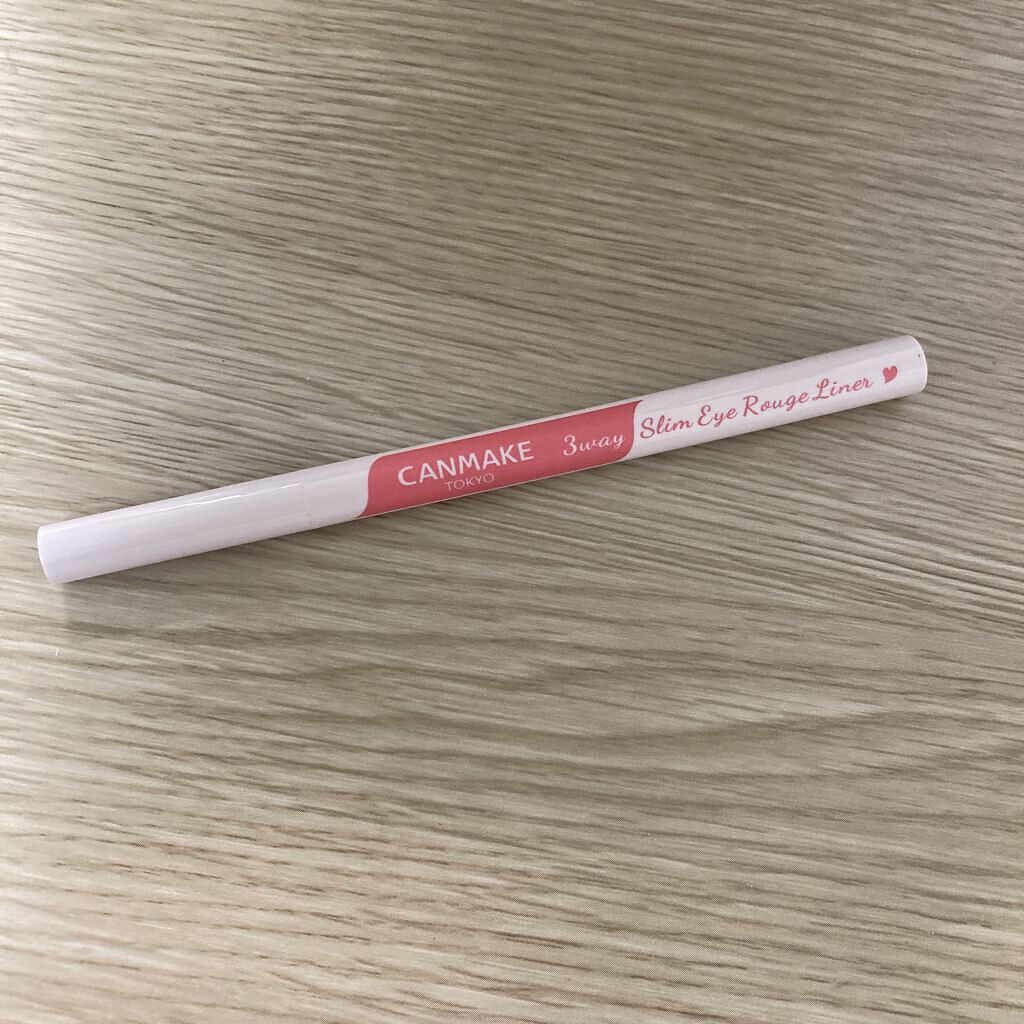 CANMAKE
TOKYO
3way Slim Eye Rouge Liner